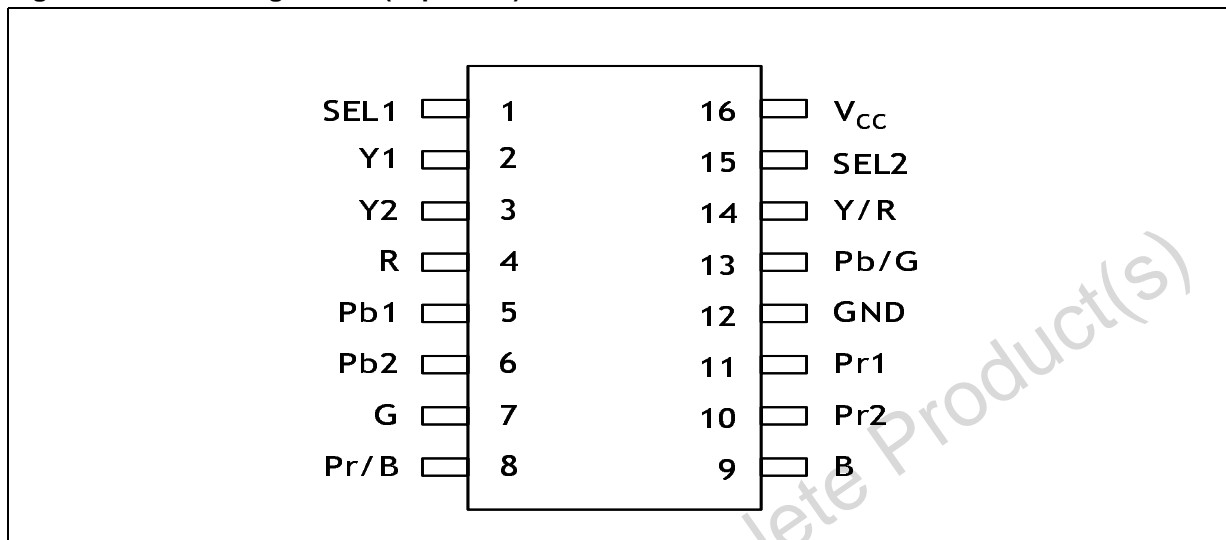 SEL1 1 16 VCC
Y1 2 15 SEL2
Y2 3 14 Y/R
R 4 13 Pb/G
Pb1 5 12 GND
Pb2 6 11 Pr1
G 7 10 Pr2
Pr/B 8 9 B
Product(s)